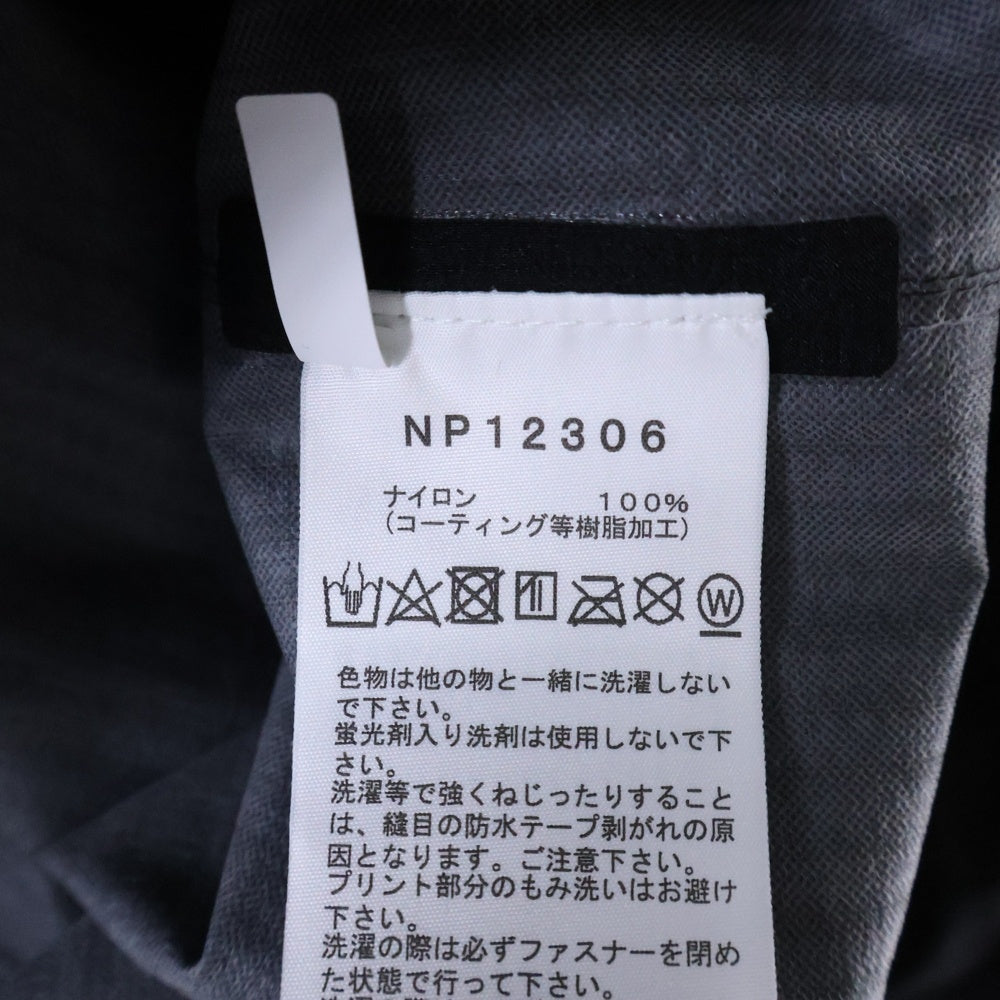 NP12306
ナイロン 100%
(コーティング等樹脂加工)
W
色物は他の物と一緒に洗濯しない
で下さい。
蛍光剤入り洗剤は使用しないで下
さい。
洗濯等で強くねじったりすること
は、縫目の防水テープ剥がれの原
因となります。ご注意下さい。
プリント部分のもみ洗いはお避け
下さい。
洗濯の際は必ずファスナーを閉め
た状態で行って下さい。